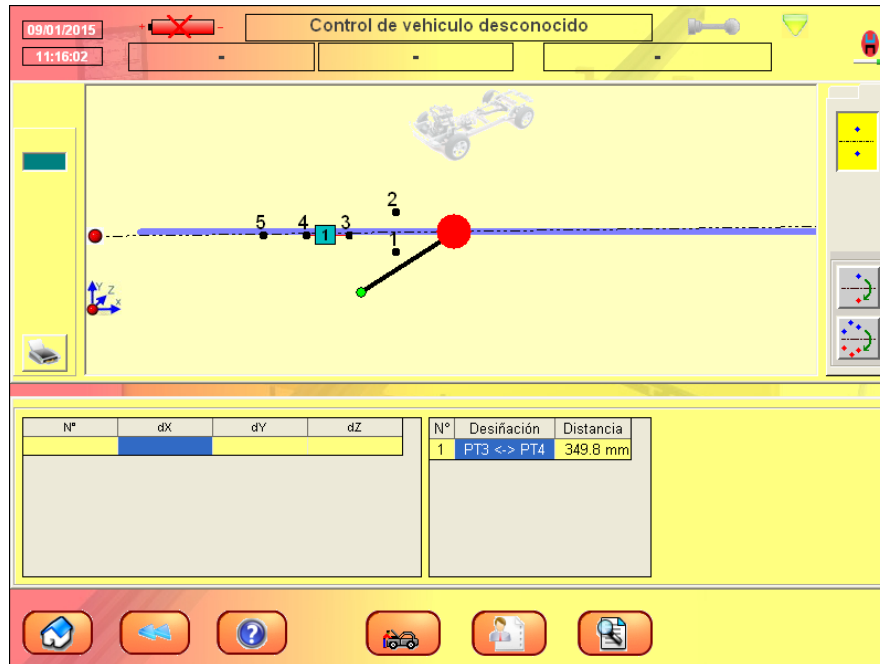 09/01/2015
+ -
Control de vehiculo desconocido
11:16:02
-
-
-
2
5
4
1
3
1
Y
Z
x
N° dX dY dZ
N° Desiñación Distancia
1 PT3 <-> PT4 349.8 mm
?